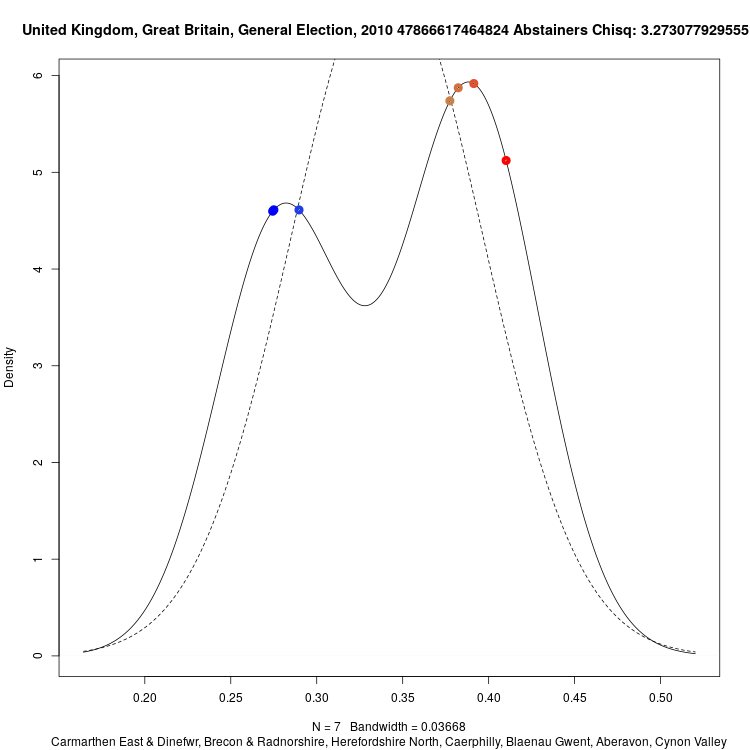 United Kingdom, Great Britain, General Election, 2010 47866617464824 Abstainers Chisq: 3.273077929555
6
5
4
3
2
1
0
Density
0.20 0.25 0.30 0.35 0.40 0.45 0.50
N = 7 Bandwidth = 0.03668
Carmarthen East & Dinefwr, Brecon & Radnorshire, Herefordshire North, Caerphilly, Blaenau Gwent, Aberavon, Cynon Valley